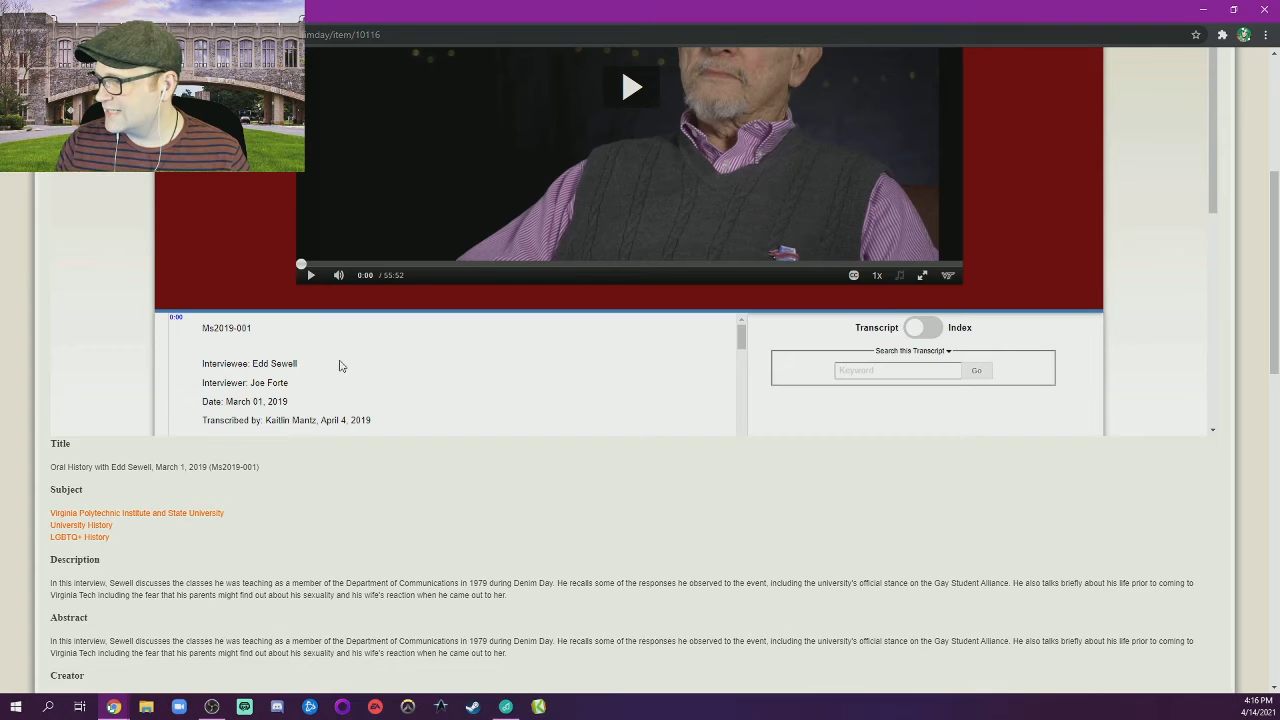 amday/item/10116
0:00 / 55:52
CC
1x
0:00
Ms2019-001
Interviewee: Edd Sewell
Interviewer: Joe Forte
Date: March 01, 2019
Transcribed by: Kaitlin Mantz, April 4, 2019
Transcript
Index
Search this Transcript
Keyword
Go
Title
Oral History with Edd Sewell, March 1, 2019 (Ms2019-001)
Subject
Virginia Polytechnic Institute and State University
University History
LGBTQ+ History
Description
In this interview, Sewell discusses the classes he was teaching as a member of the Department of Communications in 1979 during Denim Day. He recalls some of the responses he observed to the event, including the university's official stance on the Gay Student Alliance. He also talks briefly about his life prior to coming to
Virginia Tech including the fear that his parents might find out about his sexuality and his wife's reaction when he came out to her.
Abstract
In this interview, Sewell discusses the classes he was teaching as a member of the Department of Communications in 1979 during Denim Day. He recalls some of the responses he observed to the event, including the university's official stance on the Gay Student Alliance. He also talks briefly about his life prior to coming to
Virginia Tech including the fear that his parents might find out about his sexuality and his wife's reaction when he came out to her.
Creator
EA
4:16 PM
4/14/2021